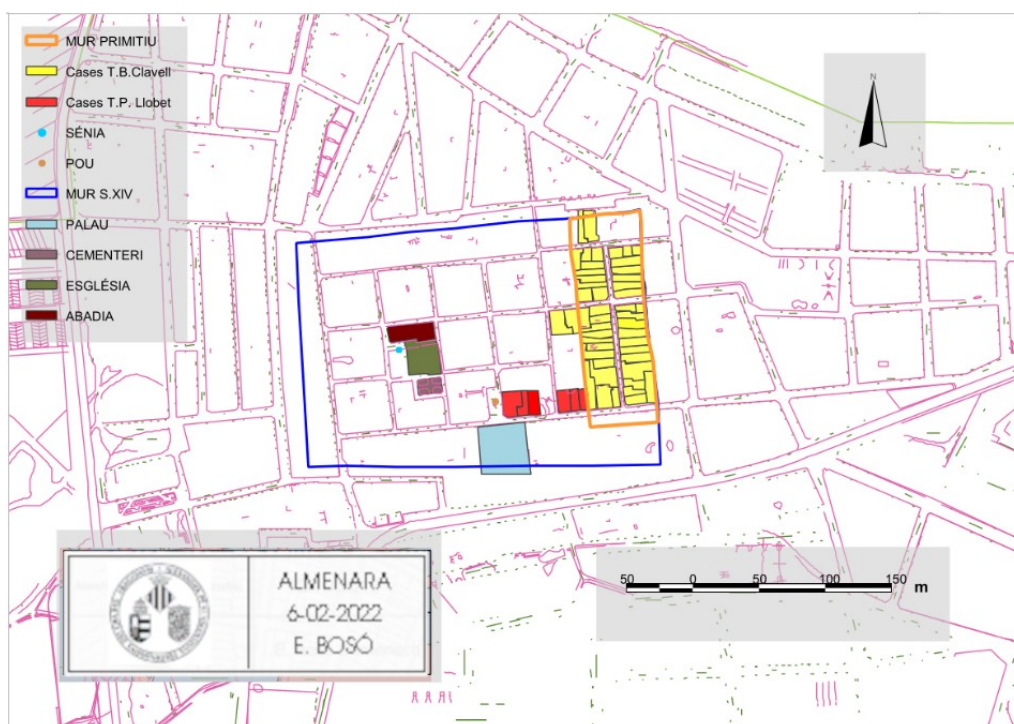 MUR PRIMITIU
Cases T.B.Clavell
Cases T.P. Llobet
SÉNIA
POU
MUR S.XIV
PALAU
CEMENTERI
ESGLÉSIA
ABADIA
N
ALMENARA
6-02-2022
E. BOSÓ
50 0 50 100 150 m